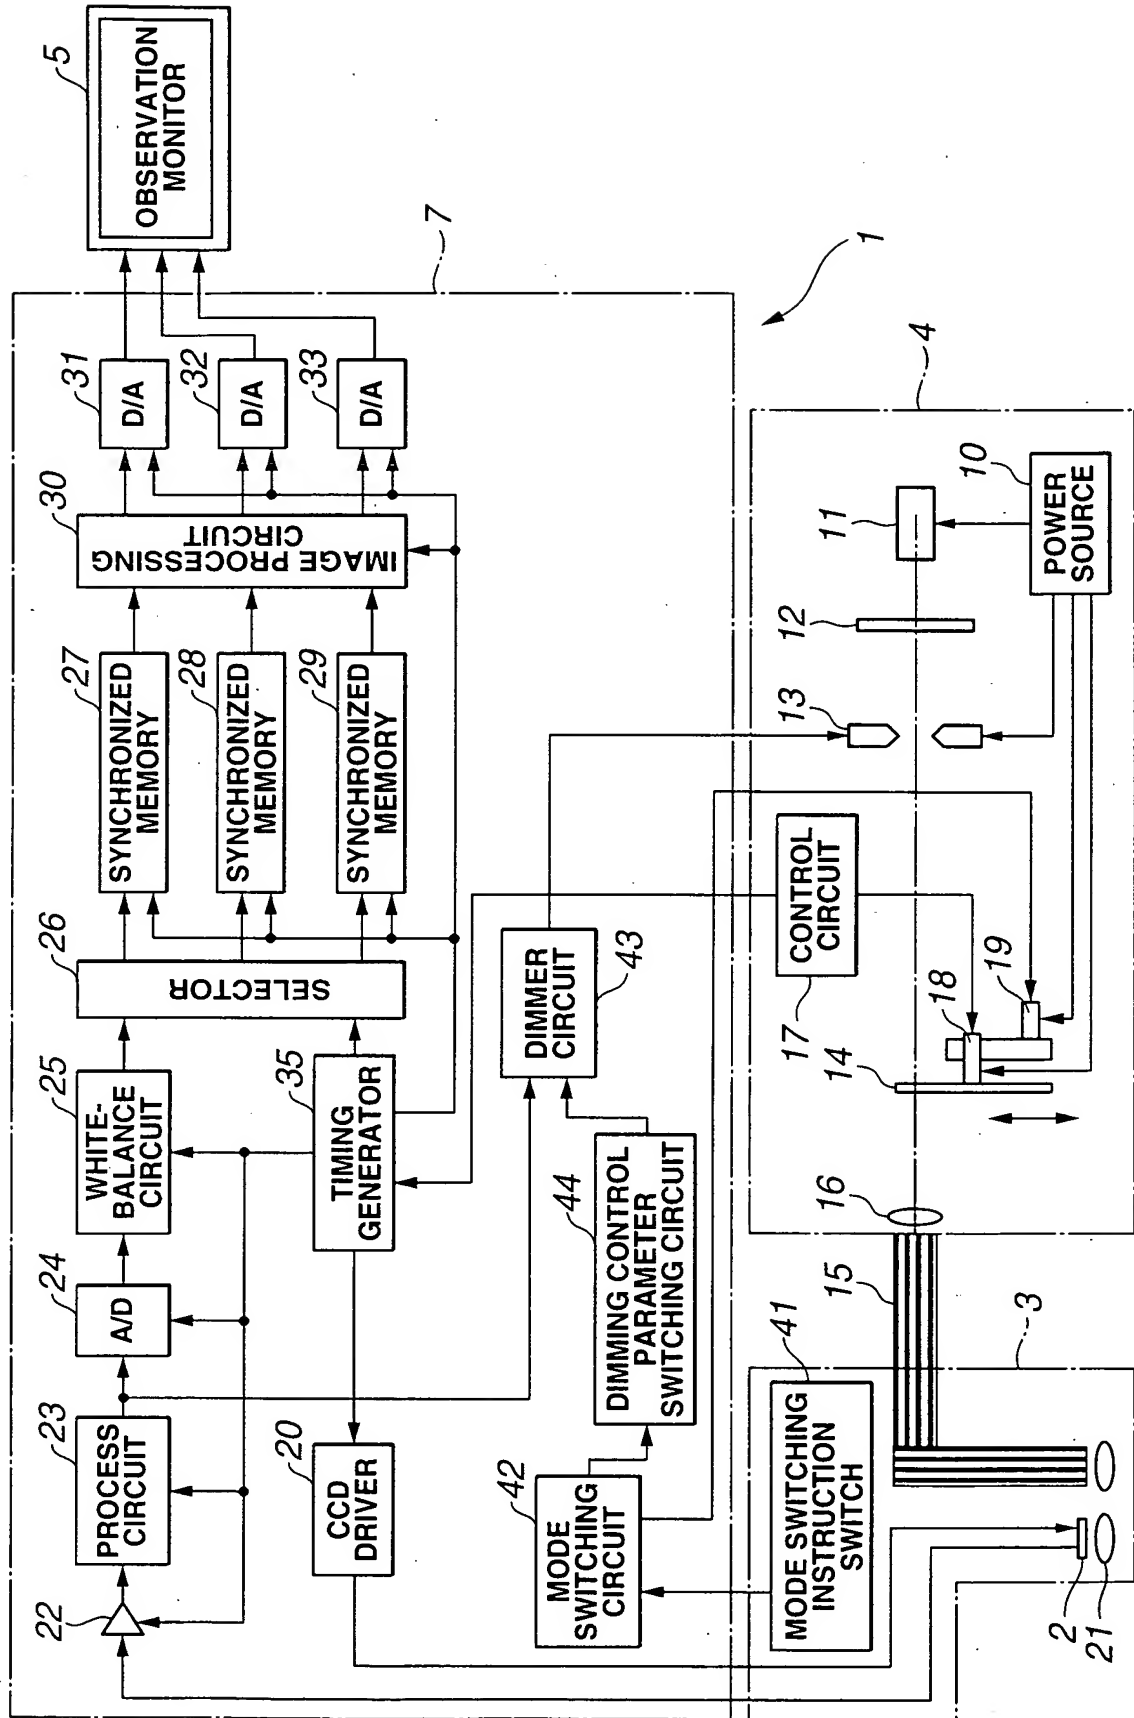 5
OBSERVATION
MONITOR
7
1
31
D/A
32
D/A
33
D/A
30
IMAGE PROCESSING
CIRCUIT
27
SYNCHRONIZED
MEMORY
28
SYNCHRONIZED
MEMORY
29
SYNCHRONIZED
MEMORY
26
SELECTOR
25
WHITE-
BALANCE
CIRCUIT
24
A/D
23
PROCESS
CIRCUIT
22
35
TIMING
GENERATOR
20
CCD
DRIVER
43
DIMMER
CIRCUIT
44
DIMMING CONTROL
PARAMETER
SWITCHING CIRCUIT
42
MODE
SWITCHING
CIRCUIT
4
10
POWER
SOURCE
11
12
13
17
CONTROL
CIRCUIT
18
19
14
16
15
3
41
MODE SWITCHING
INSTRUCTION
SWITCH
2
21